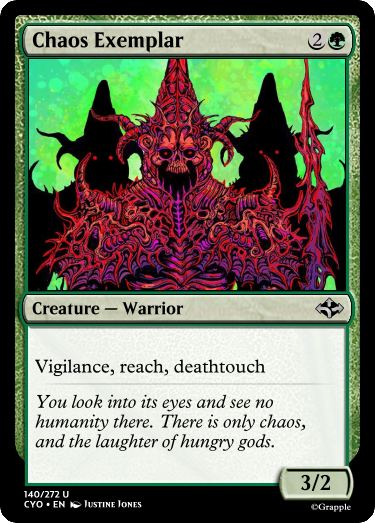 Chaos Exemplar 2
Creature — Warrior
Vigilance, reach, deathtouch
You look into its eyes and see no
humanity there. There is only chaos,
and the laughter of hungry gods.
3/2
140/272 U
CYO • EN Justine Jones
©Grapple